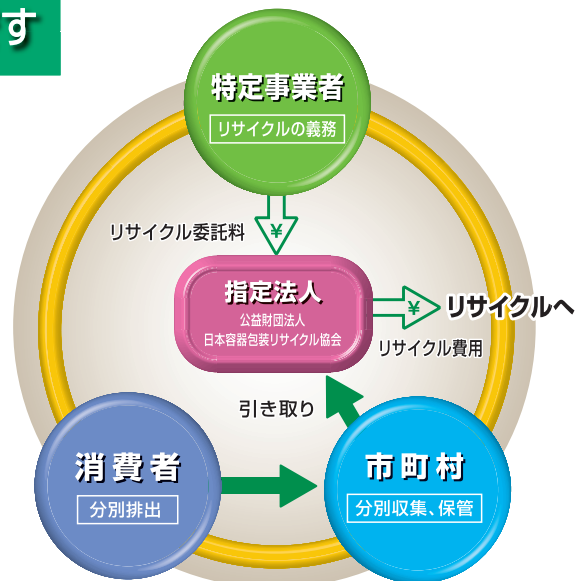 す
特定事業者
リサイクルの義務
リサイクル委託料
¥
指定法人
公益財団法人
日本容器包装リサイクル協会
¥
リサイクルへ
リサイクル費用
引き取り
消費者
分別排出
市町村
分別収集、保管